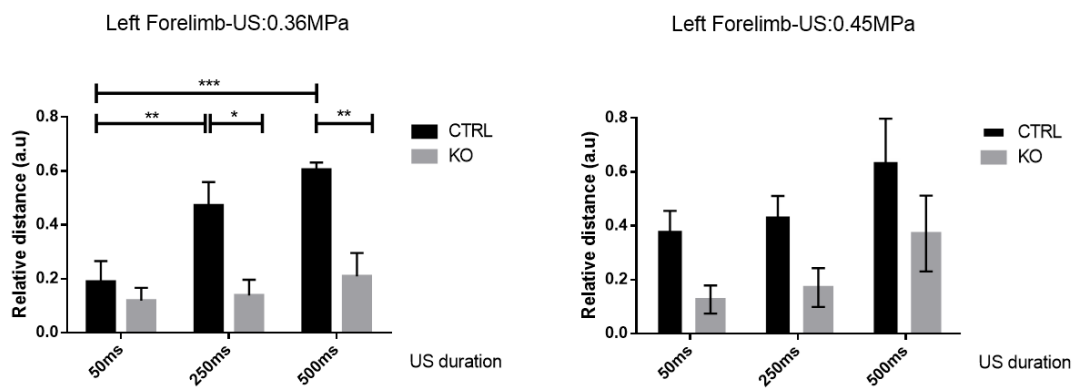 Left Forelimb-US:0.36MPa
***
** * **
Relative distance (a.u)
0.8
0.6
0.4
0.2
0.0
CTRL
KO
50ms
250ms
500ms
US duration
Left Forelimb-US:0.45MPa
Relative distance (a.u)
0.8
0.6
0.4
0.2
0.0
CTRL
KO
50ms
250ms
500ms
US duration